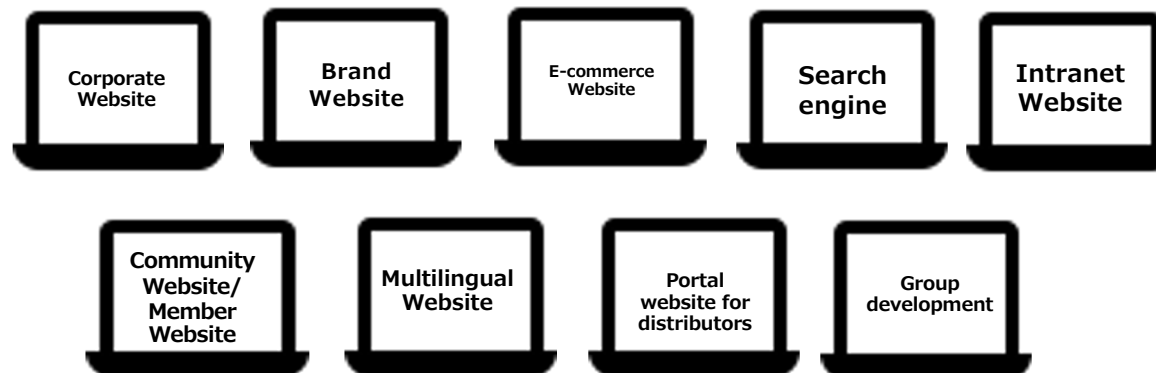 Corporate
Website
Brand
Website
E-commerce
Website
Search
engine
Intranet
Website
Community
Website/
Member
Website
Multilingual
Website
Portal
website for
distributors
Group
development